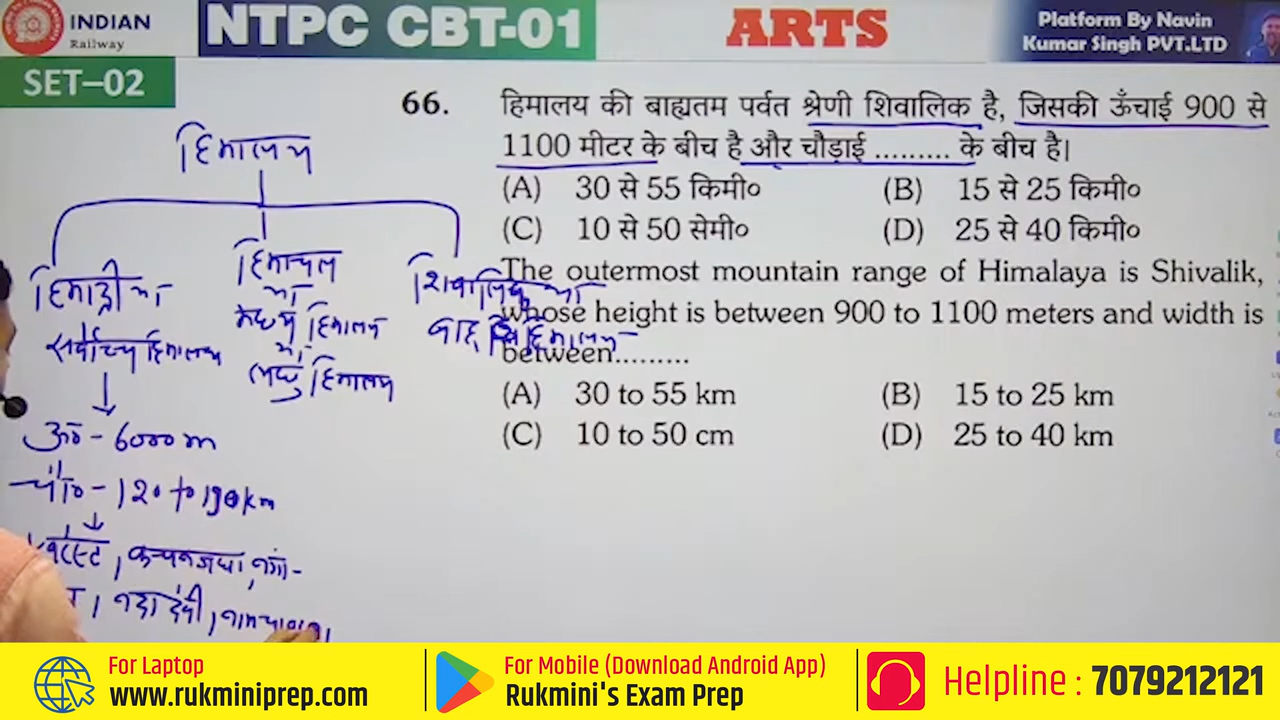 INDIAN
Railway
NTPC CBT-01
ARTS
Platform By Navin
Kumar Singh PVT.LTD
SET–02
66. हिमालय की बाह्यतम पर्वत श्रेणी शिवालिक है, जिसकी ऊँचाई 900 से
1100 मीटर के बीच है और चौड़ाई ......... के बीच है।
(A) 30 से 55 किमी० (B) 15 से 25 किमी०
(C) 10 से 50 सेमी० (D) 25 से 40 किमी०
The outermost mountain range of Himalaya is Shivalik,
whose height is between 900 to 1100 meters and width is
between.........
(A) 30 to 55 km (B) 15 to 25 km
(C) 10 to 50 cm (D) 25 to 40 km
हिमालय
हिमाद्री या
सर्वोच्च हिमालय
ऊँ०- 6000 m
चौ०- 120 to 190km
कन्चनजंघा, नंगा-
नंदा देवी,
हिमाचल
या
मध्य हिमालय
या
लघु हिमालय
शिवालिक या
बाह्य हिमालय
For Laptop
www.rukminiprep.com
For Mobile (Download Android App)
Rukmini's Exam Prep
Helpline : 7079212121